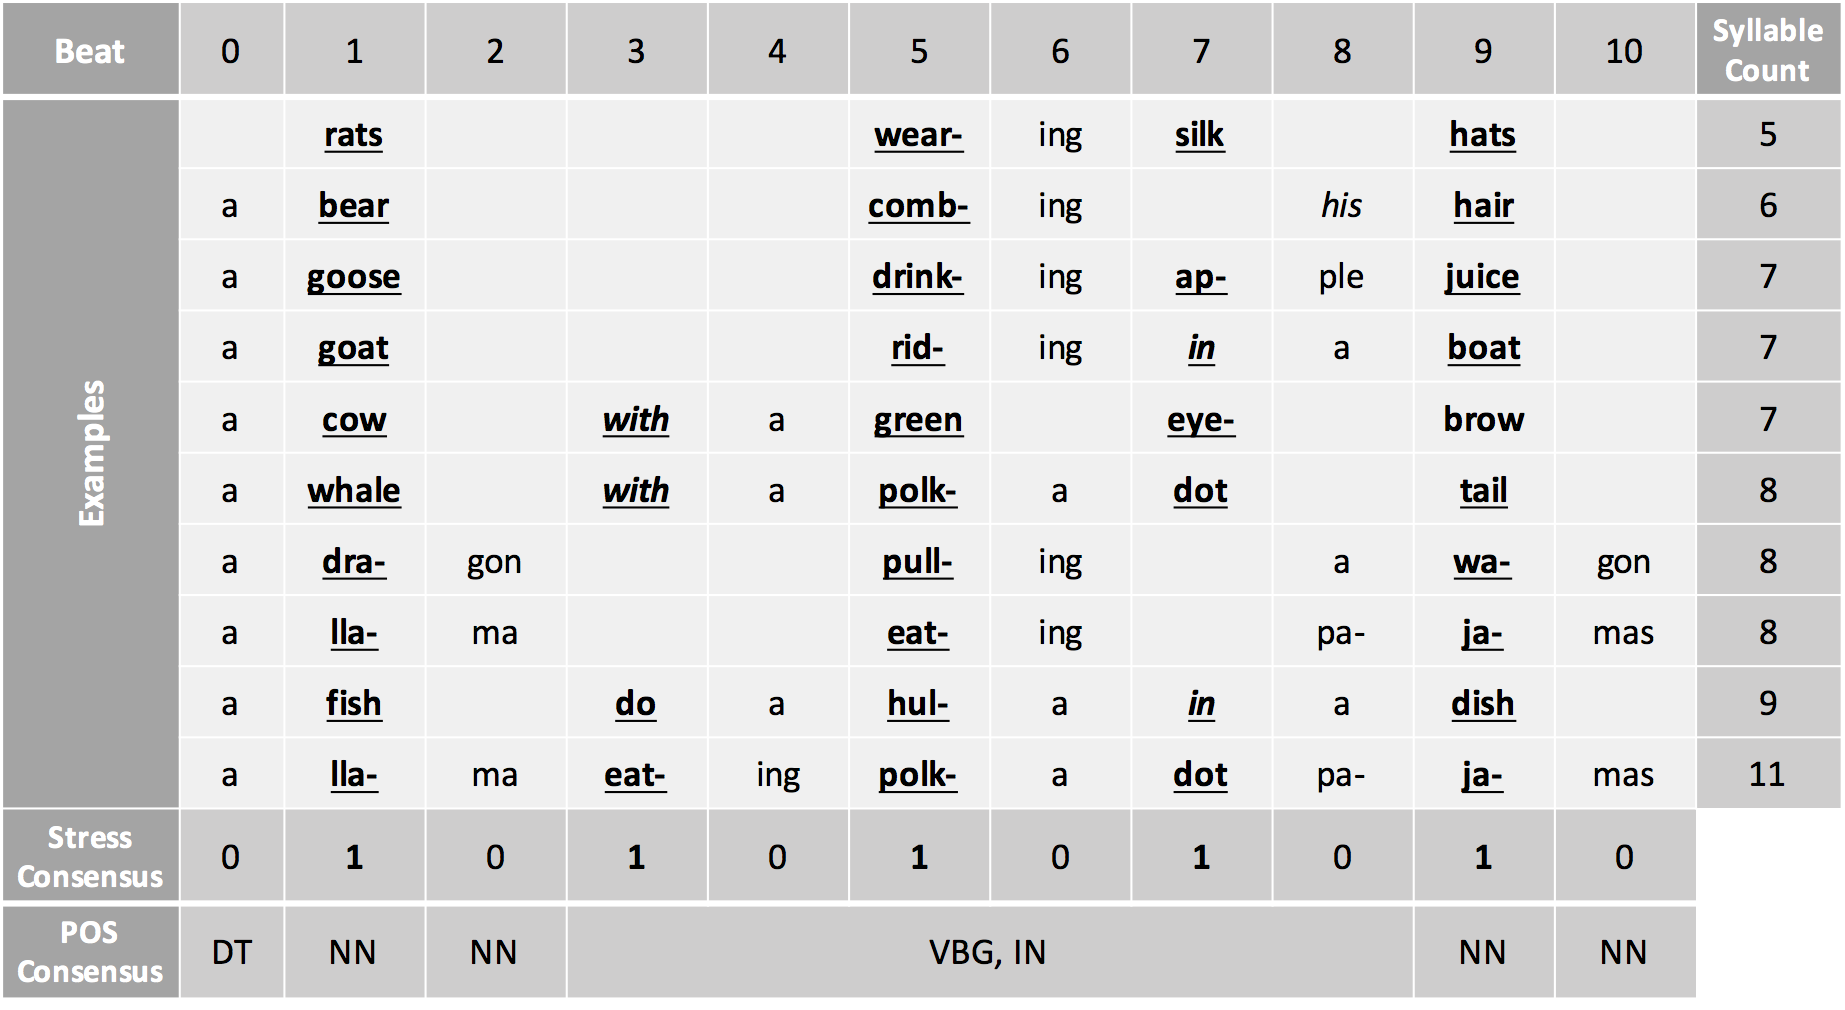 Beat 0 1 2 3 4 5 6 7 8 9 10 Syllable Count
Examples
rats wear- ing silk hats 5
a bear comb- ing his hair 6
a goose drink- ing ap- ple juice 7
a goat rid- ing in a boat 7
a cow with a green eye- brow 7
a whale with a polk- a dot tail 8
a dra- gon pull- ing a wa- gon 8
a lla- ma eat- ing pa- ja- mas 8
a fish do a hul- a in a dish 9
a lla- ma eat- ing polk- a dot pa- ja- mas 11
Stress Consensus 0 1 0 1 0 1 0 1 0 1 0
POS Consensus DT NN NN VBG, IN NN NN